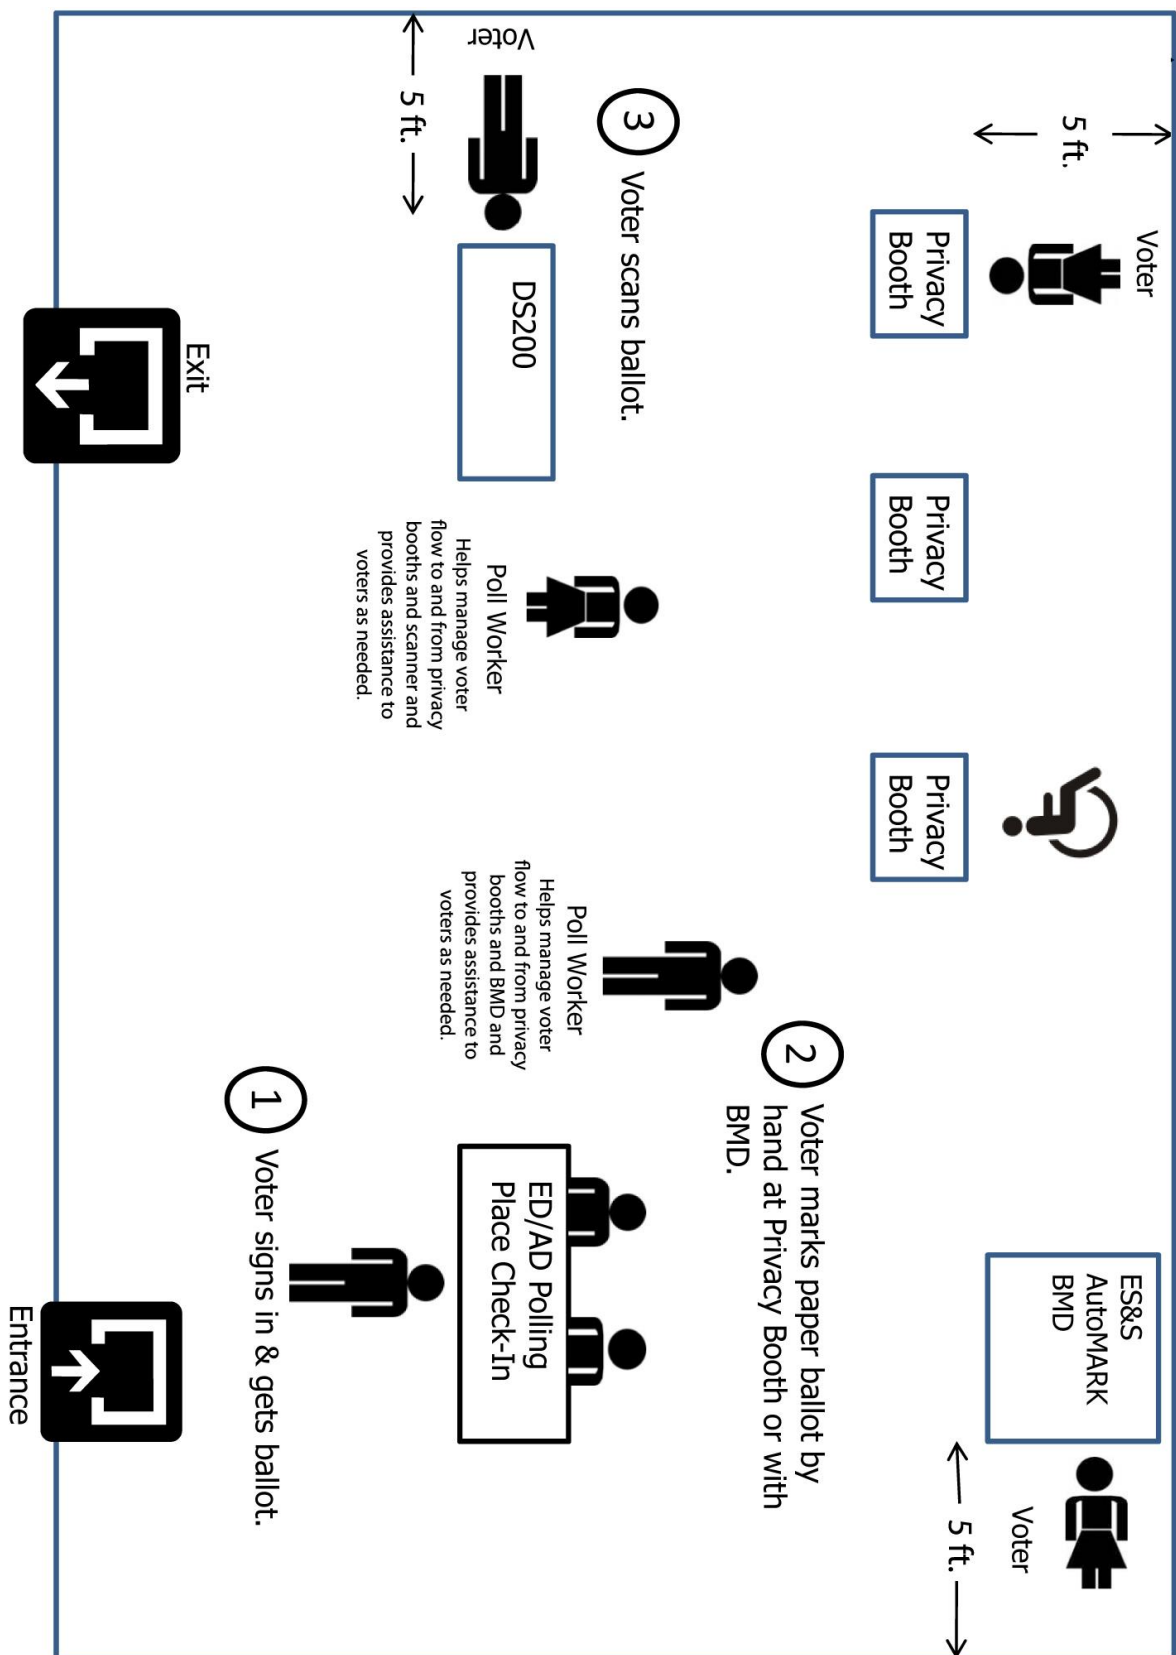 Voter
5 ft.
Privacy
Booth
Privacy
Booth
Privacy
Booth
ES&S
AutoMARK
BMD
Voter
5 ft.
2
Voter marks paper ballot by
hand at Privacy Booth or with
BMD.
3
Voter scans ballot.
Voter
5 ft.
DS200
Poll Worker
Helps manage voter
flow to and from privacy
booths and scanner and
provides assistance to
voters as needed.
Poll Worker
Helps manage voter
flow to and from privacy
booths and BMD and
provides assistance to
voters as needed.
ED/AD Polling
Place Check-In
1
Voter signs in & gets ballot.
Exit
Entrance